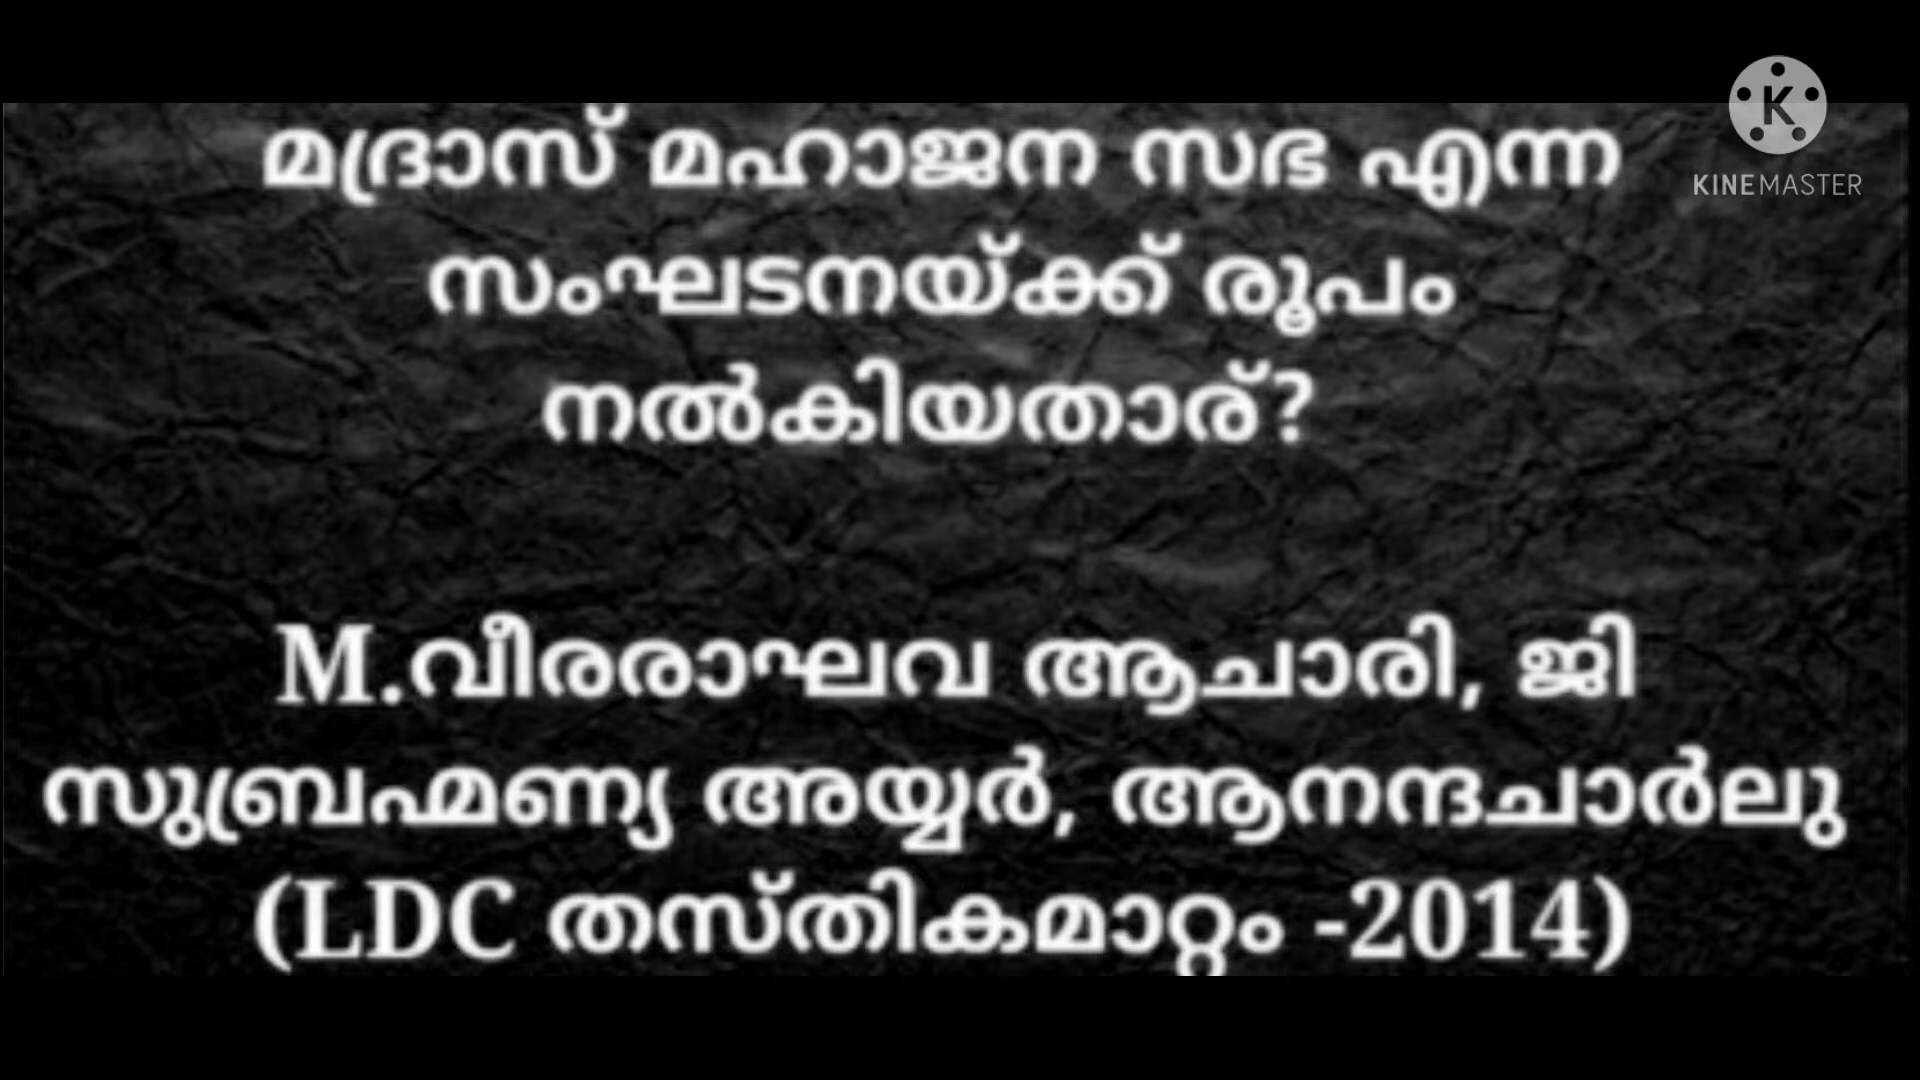 മദ്രാസ് മഹാജന സഭ എന്ന
സംഘടനയ്ക്ക് രൂപം
നൽകിയതാര്?
M.വീരരാഘവ ആചാരി, ജി
സുബ്രഹ്മണ്യ അയ്യർ, ആനന്ദചാർലു
(LDC തസ്തികമാറ്റം -2014)
K
KINEMASTER